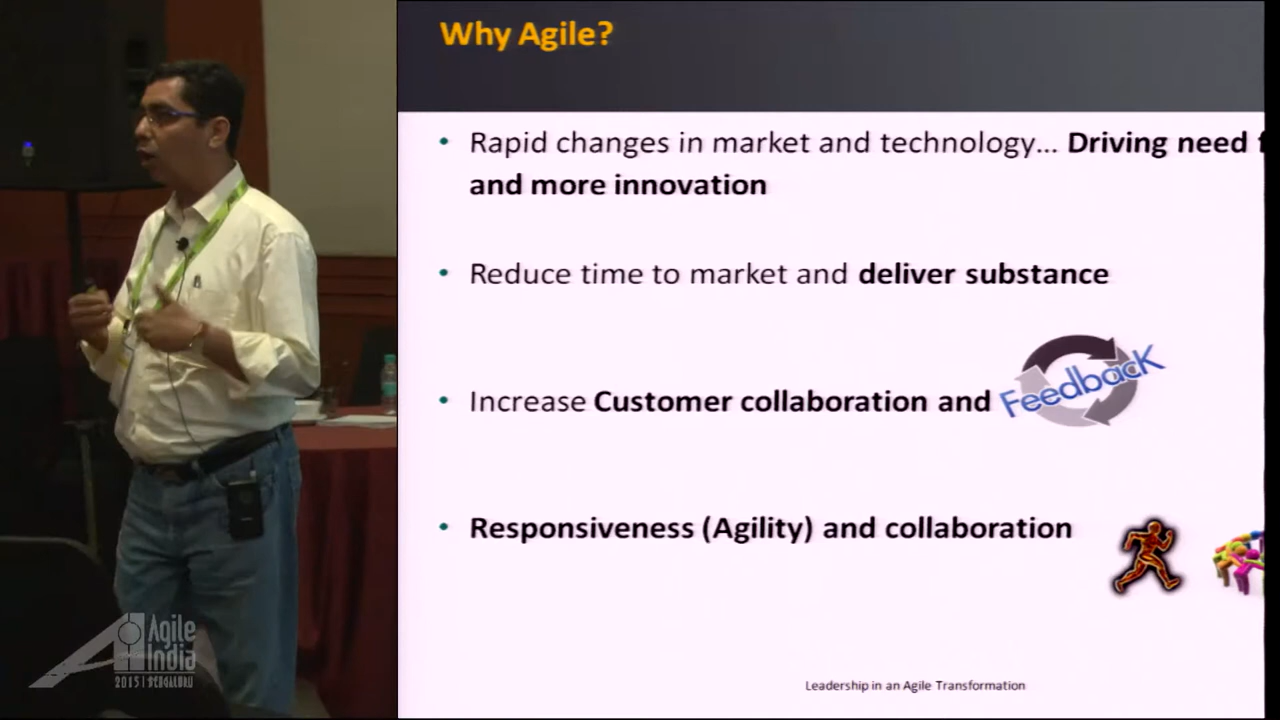 Why Agile?
• Rapid changes in market and technology... Driving need
and more innovation
• Reduce time to market and deliver substance
• Increase Customer collaboration and Feedback
• Responsiveness (Agility) and collaboration
Leadership in an Agile Transformation
Agile
India
2015 | BENGALURU